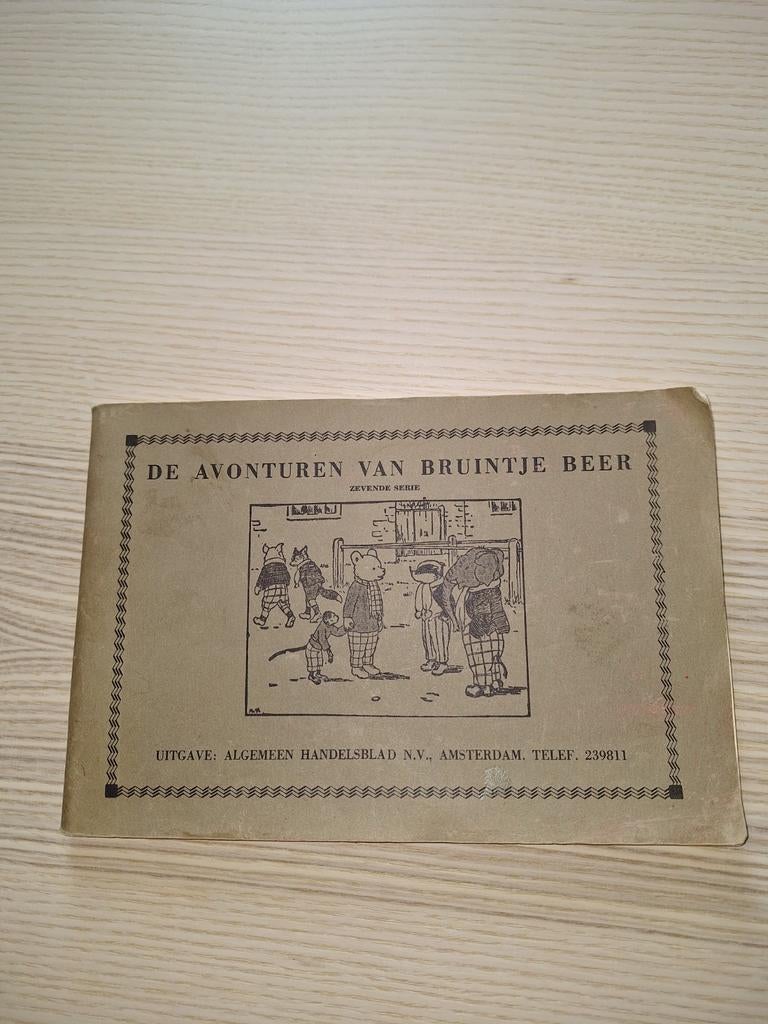 DE AVONTUREN VAN BRUINTJE BEER
ZEVENDE SERIE
UITGAVE: ALGEMEEN HANDELSBLAD N.V., AMSTERDAM. TELEF. 239811